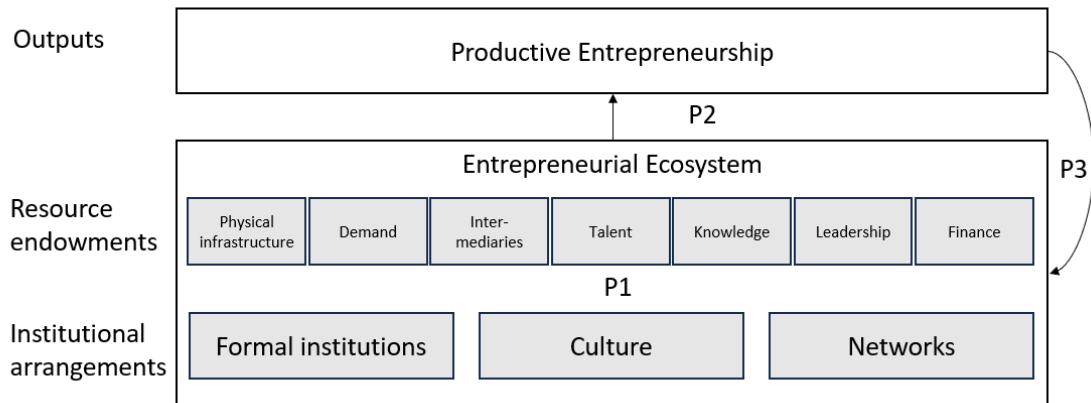 Outputs
Productive Entrepreneurship
P2
P3
Entrepreneurial Ecosystem
Resource
endowments
Physical
infrastructure
Demand
Inter-
mediaries
Talent
Knowledge
Leadership
Finance
P1
Institutional
arrangements
Formal institutions
Culture
Networks